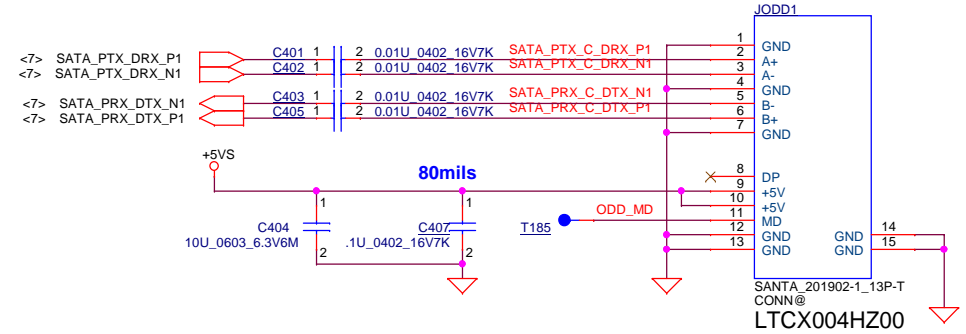 JODD1
1 GND
<7> SATA_PTX_DRX_P1 C401 1 2 0.01U_0402_16V7K SATA_PTX_C_DRX_P1 2 A+
<7> SATA_PTX_DRX_N1 C402 1 2 0.01U_0402_16V7K SATA_PTX_C_DRX_N1 3 A-
4 GND
<7> SATA_PRX_DTX_N1 C403 1 2 0.01U_0402_16V7K SATA_PRX_C_DTX_N1 5 B-
<7> SATA_PRX_DTX_P1 C405 1 2 0.01U_0402_16V7K SATA_PRX_C_DTX_P1 6 B+
7 GND
+5VS
80mils
8 DP
9 +5V
10 +5V
1 1
ODD_MD 11 MD
C404 C407 T185
10U_0603_6.3V6M .1U_0402_16V7K
12 GND GND 14
13 GND GND 15
2 2
SANTA_201902-1_13P-T
CONN@
LTCX004HZ00